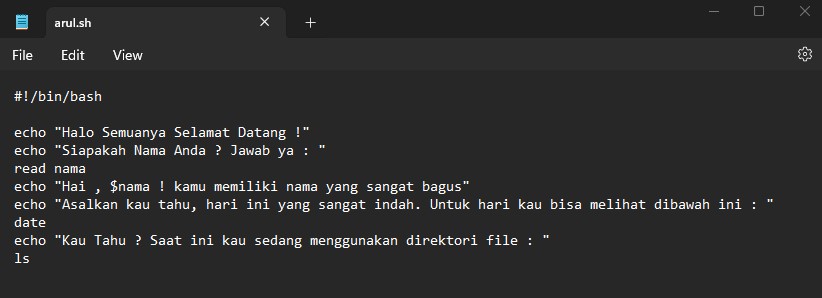 arul.sh
File Edit View
#!/bin/bash
echo "Halo Semuanya Selamat Datang !"
echo "Siapakah Nama Anda ? Jawab ya : "
read nama
echo "Hai , $nama ! kamu memiliki nama yang sangat bagus"
echo "Asalkan kau tahu, hari ini yang sangat indah. Untuk hari kau bisa melihat dibawah ini : "
date
echo "Kau Tahu ? Saat ini kau sedang menggunakan direktori file : "
ls